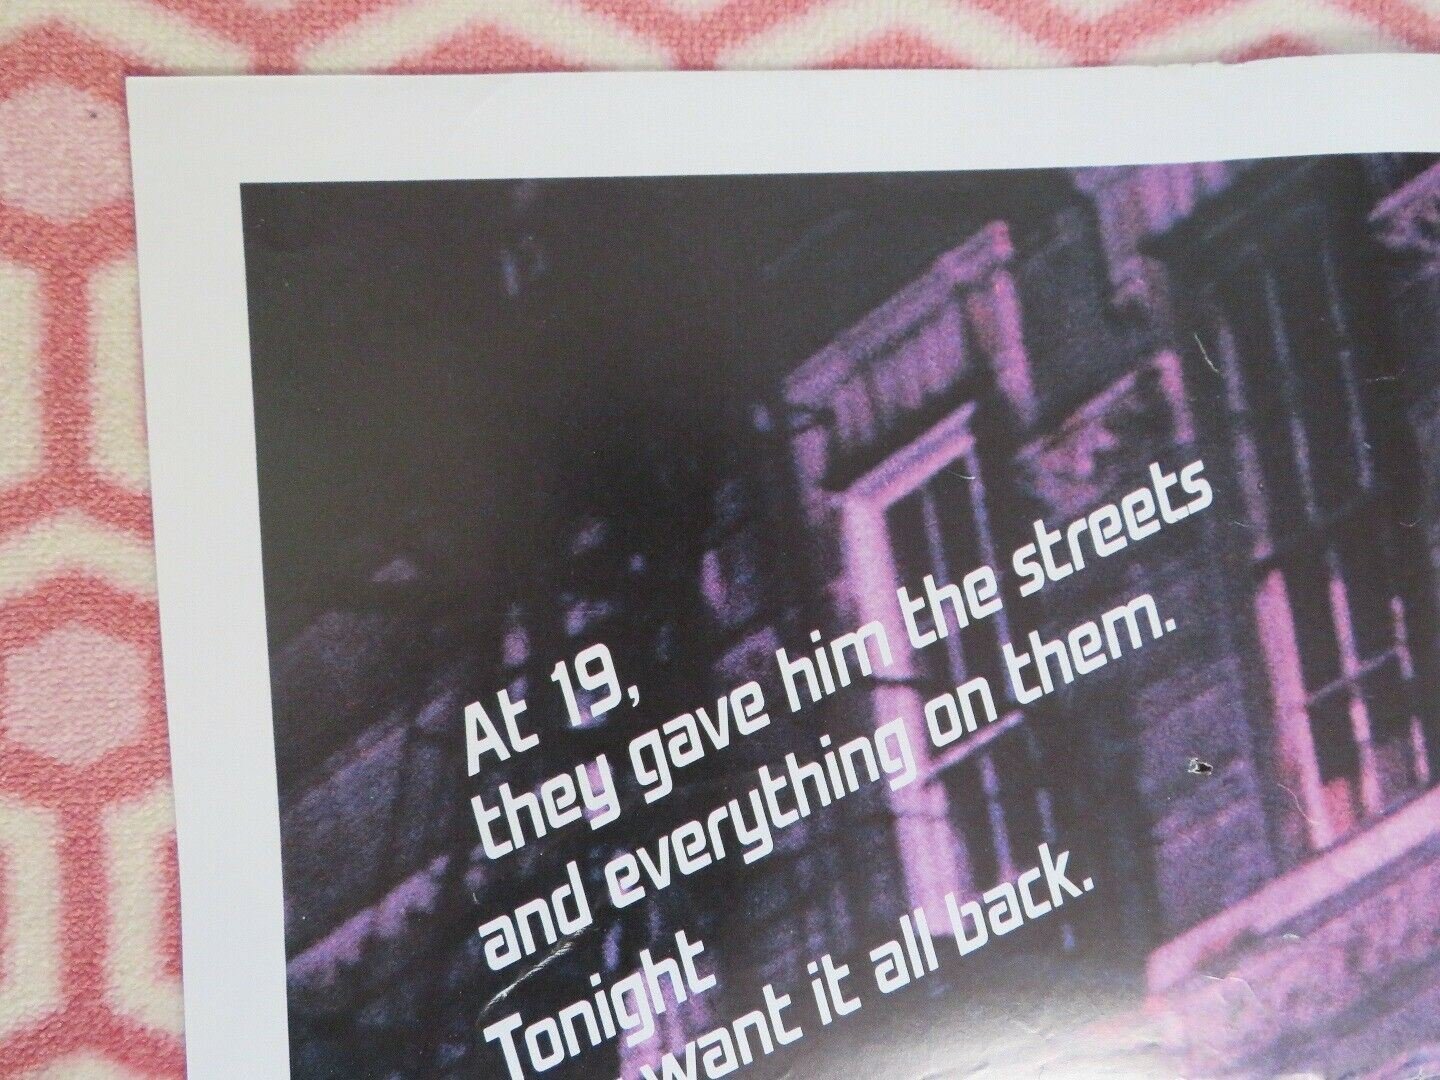 At 19,
they gave him the streets
and everything on them.
Tonight
want it all back.